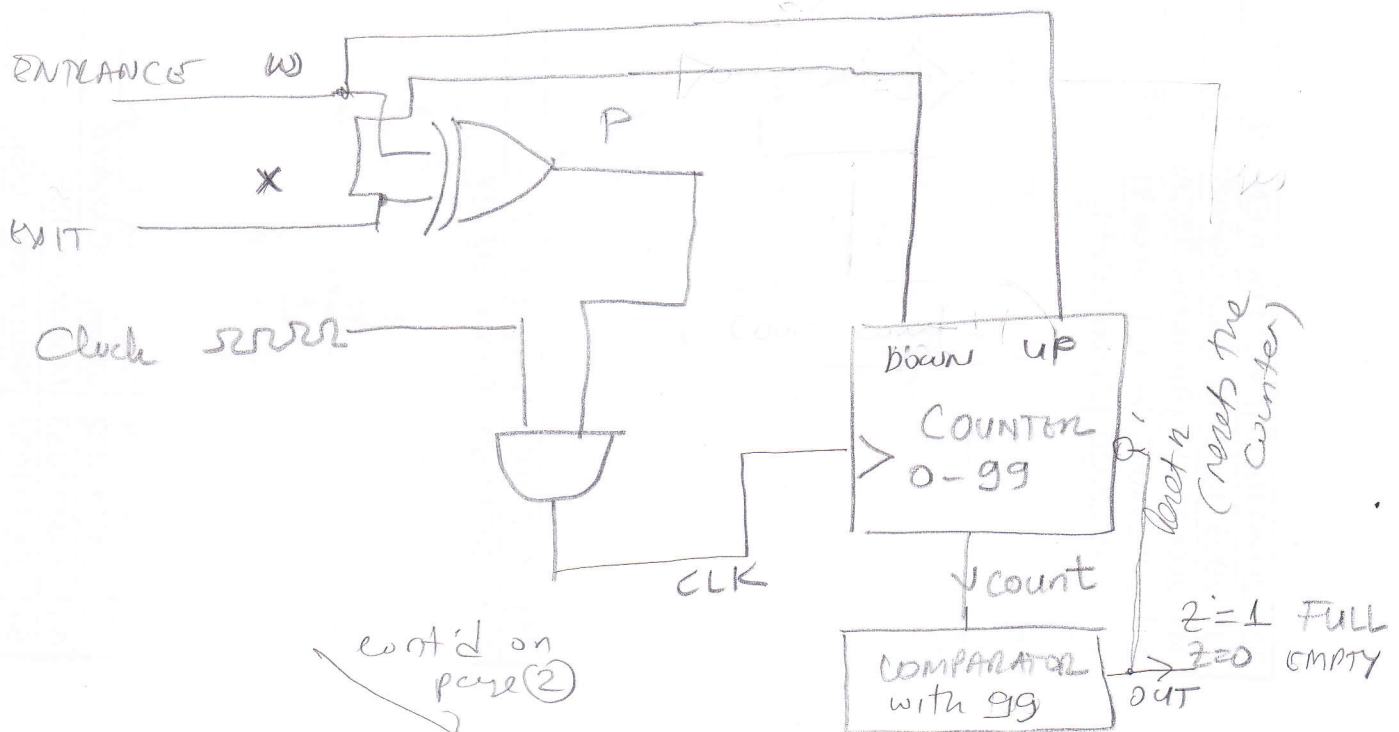 ENTRANCE W
P
X
EXIT
Clock
DOWN UP
COUNTER
0-99
(resets the
counter)
CLK
count
Z=1 FULL
Z=0 EMPTY
COMPARATOR
with 99
OUT
cont'd on
page 2